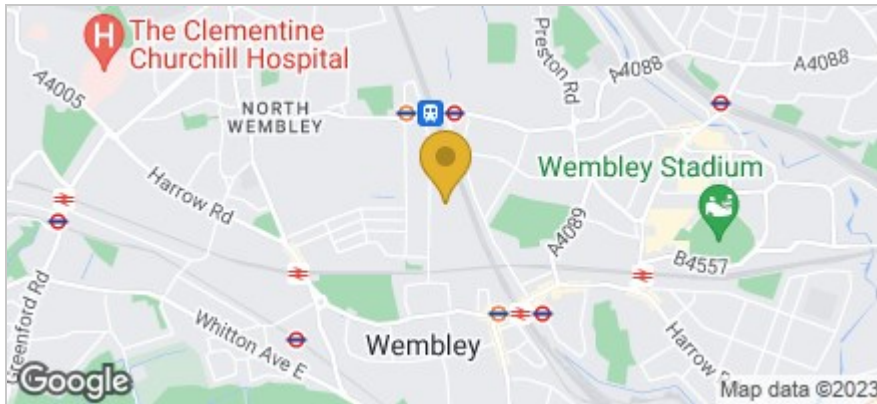 H
The Clementine
Churchill Hospital
A4005
NORTH
WEMBLEY
Preston Rd
A4088
A4088
Harrow Rd
Wembley Stadium
A4089
B4557
Greenford Rd
Whitton Ave E
Wembley
Harrow
Google
Map data ©2023